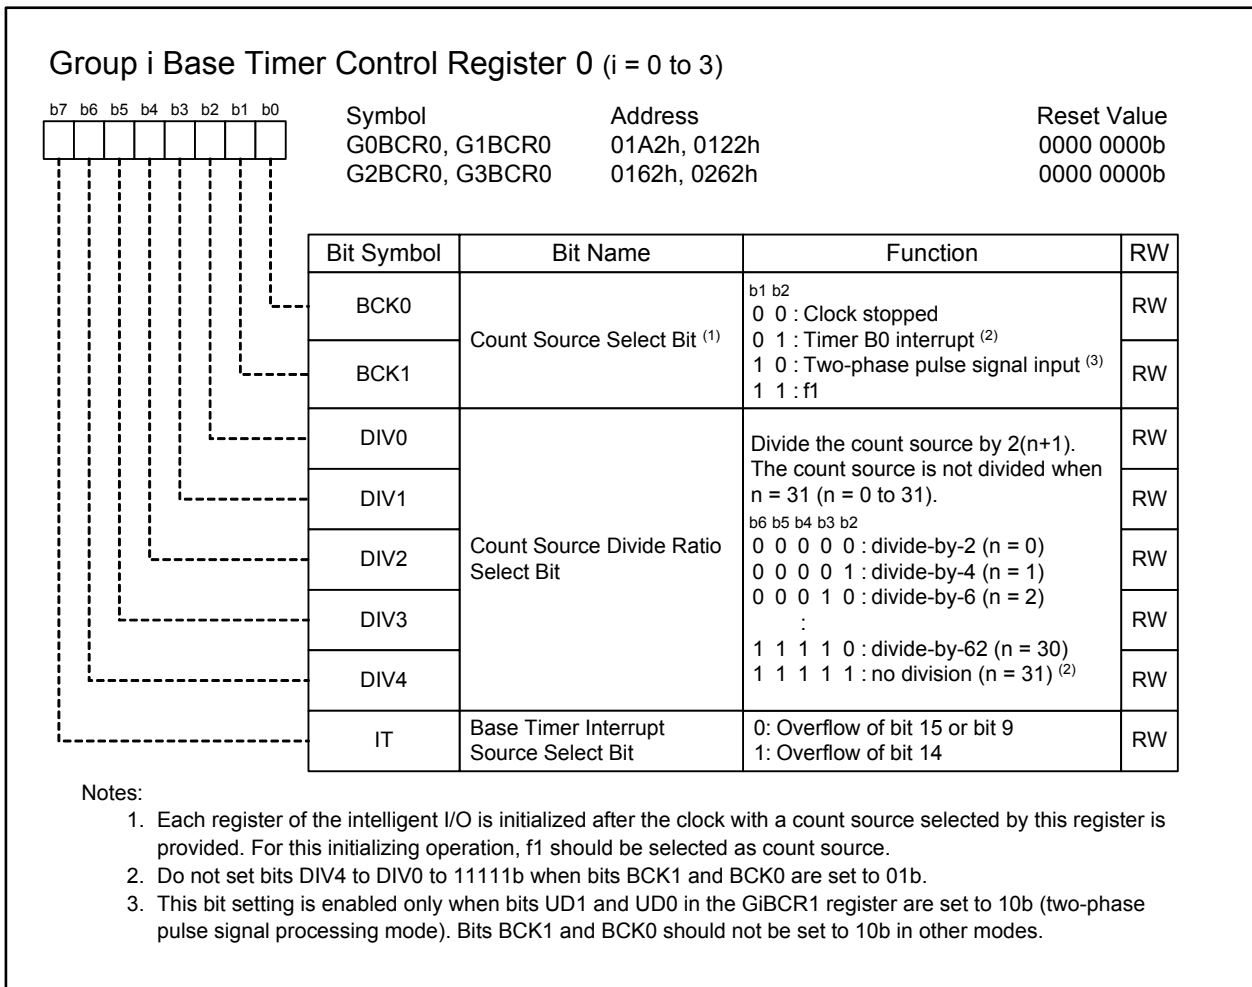 Group i Base Timer Control Register 0 (i = 0 to 3)
b7 b6 b5 b4 b3 b2 b1 b0
Symbol Address Reset Value
G0BCR0, G1BCR0 01A2h, 0122h 0000 0000b
G2BCR0, G3BCR0 0162h, 0262h 0000 0000b
Bit Symbol Bit Name Function RW
BCK0 RW
BCK1 RW
Count Source Select Bit (1)
b1 b2
0 0 : Clock stopped
0 1 : Timer B0 interrupt (2)
1 0 : Two-phase pulse signal input (3)
1 1 : f1
DIV0 RW
DIV1 RW
DIV2 RW
DIV3 RW
DIV4 RW
Count Source Divide Ratio
Select Bit
Divide the count source by 2(n+1).
The count source is not divided when
n = 31 (n = 0 to 31).
b6 b5 b4 b3 b2
0 0 0 0 0 : divide-by-2 (n = 0)
0 0 0 0 1 : divide-by-4 (n = 1)
0 0 0 1 0 : divide-by-6 (n = 2)
:
1 1 1 1 0 : divide-by-62 (n = 30)
1 1 1 1 1 : no division (n = 31) (2)
IT RW
Base Timer Interrupt
Source Select Bit
0: Overflow of bit 15 or bit 9
1: Overflow of bit 14
Notes:
1. Each register of the intelligent I/O is initialized after the clock with a count source selected by this register is
provided. For this initializing operation, f1 should be selected as count source.
2. Do not set bits DIV4 to DIV0 to 11111b when bits BCK1 and BCK0 are set to 01b.
3. This bit setting is enabled only when bits UD1 and UD0 in the GiBCR1 register are set to 10b (two-phase
pulse signal processing mode). Bits BCK1 and BCK0 should not be set to 10b in other modes.